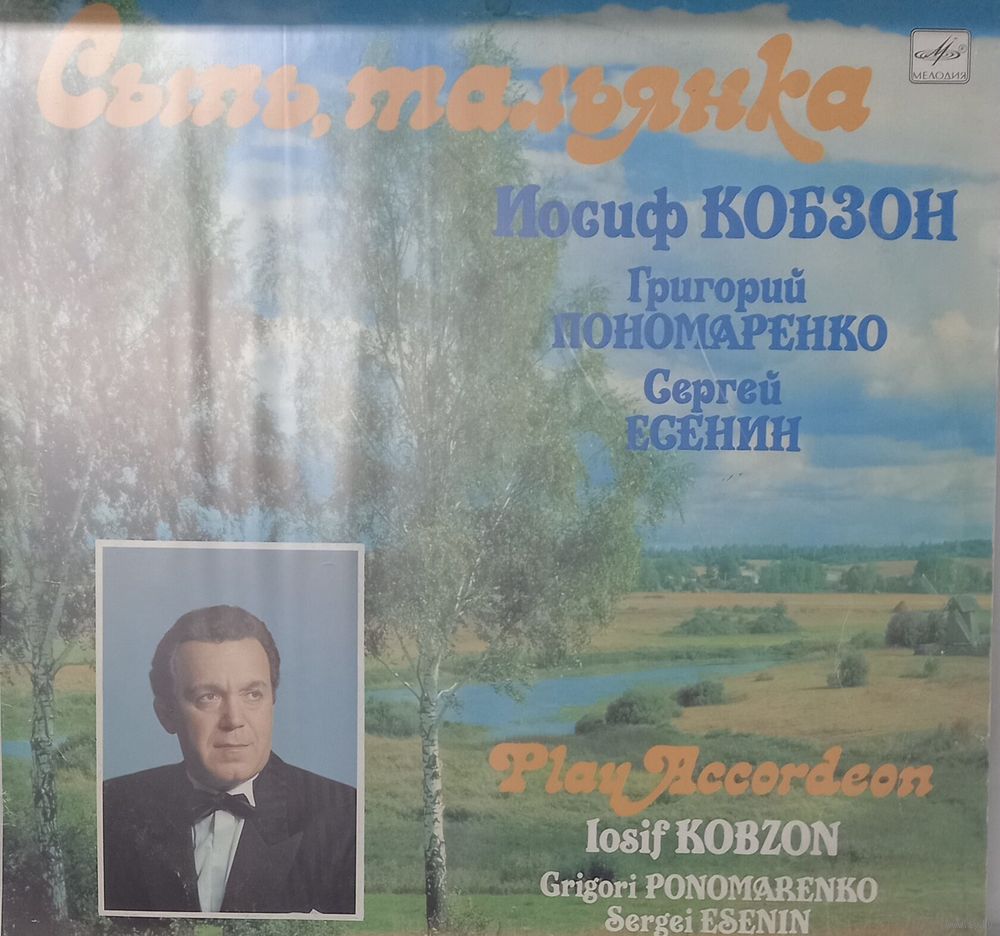 Сыпь, тальянка
МЕЛОДИЯ
Иосиф КОБЗОН
Григорий
ПОНОМАРЕНКО
Сергей
ЕСЕНИН
Play Accordeon
Iosif KOBZON
Grigori PONOMARENKO
Sergei ESENIN